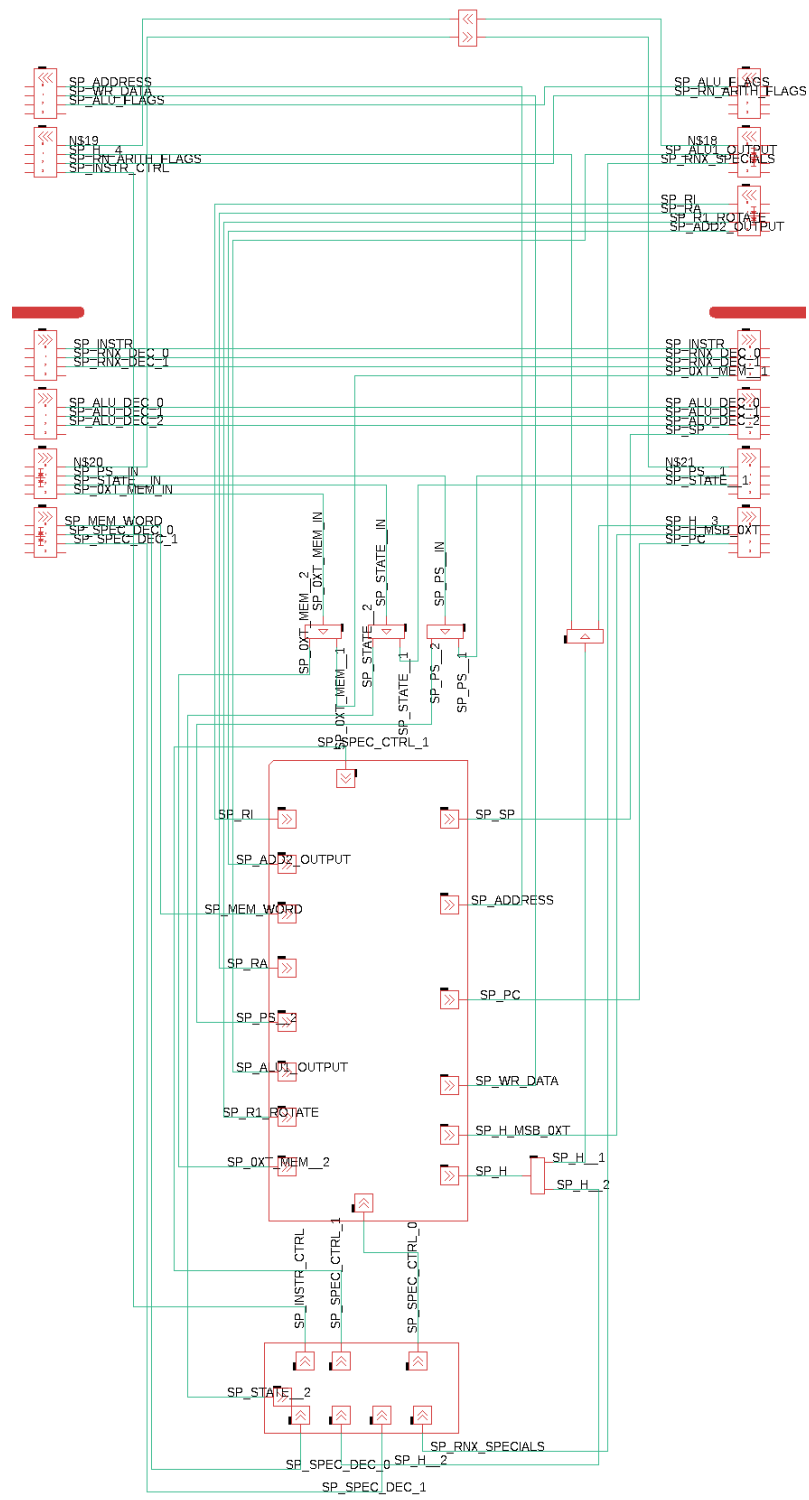 SP_ADDRESS
SP_WR_DATA
SP_ALU_FLAGS
SP_ALU_FLAGS
SP_RN_ARITH_FLAGS
N$19
SP_H__4
SP_RN_ARITH_FLAGS
SP_INSTR_CTRL
N$18
SP_ALU1_OUTPUT
SP_RNX_SPECIALS
SP_RI
SP_RA
SP_R1_ROTATE
SP_ADD2_OUTPUT
SP_INSTR
SP_RNX_DEC_0
SP_RNX_DEC_1
SP_INSTR
SP_RNX_DEC_0
SP_RNX_DEC_1
SP_0XT_MEM__1
SP_ALU_DEC_0
SP_ALU_DEC_1
SP_ALU_DEC_2
SP_ALU_DEC_0
SP_ALU_DEC_1
SP_ALU_DEC_2
SP_SP
N$20
SP_PS__IN
SP_STATE__IN
SP_0XT_MEM_IN
N$21
SP_PS__1
SP_STATE__1
SP_MEM_WORD
SP_SPEC_DEC_0
SP_SPEC_DEC_1
SP_H__3
SP_H_MSB_0XT
SP_PC
SP_0XT_MEM__2
SP_0XT_MEM_IN
SP_STATE__2
SP_STATE__IN
SP_PS__IN
SP_0XT_MEM__1
SP_STATE__1
SP_PS__2
SP_PS__1
SP_SPEC_CTRL_1
SP_RI
SP_SP
SP_ADD2_OUTPUT
SP_ADDRESS
SP_MEM_WORD
SP_RA
SP_PC
SP_PS__2
SP_ALU1_OUTPUT
SP_WR_DATA
SP_R1_ROTATE
SP_H_MSB_0XT
SP_0XT_MEM__2
SP_H
SP_H__1
SP_H__2
SP_INSTR_CTRL
SP_SPEC_CTRL_1
SP_SPEC_CTRL_0
SP_STATE__2
SP_RNX_SPECIALS
SP_SPEC_DEC_0
SP_H__2
SP_SPEC_DEC_1